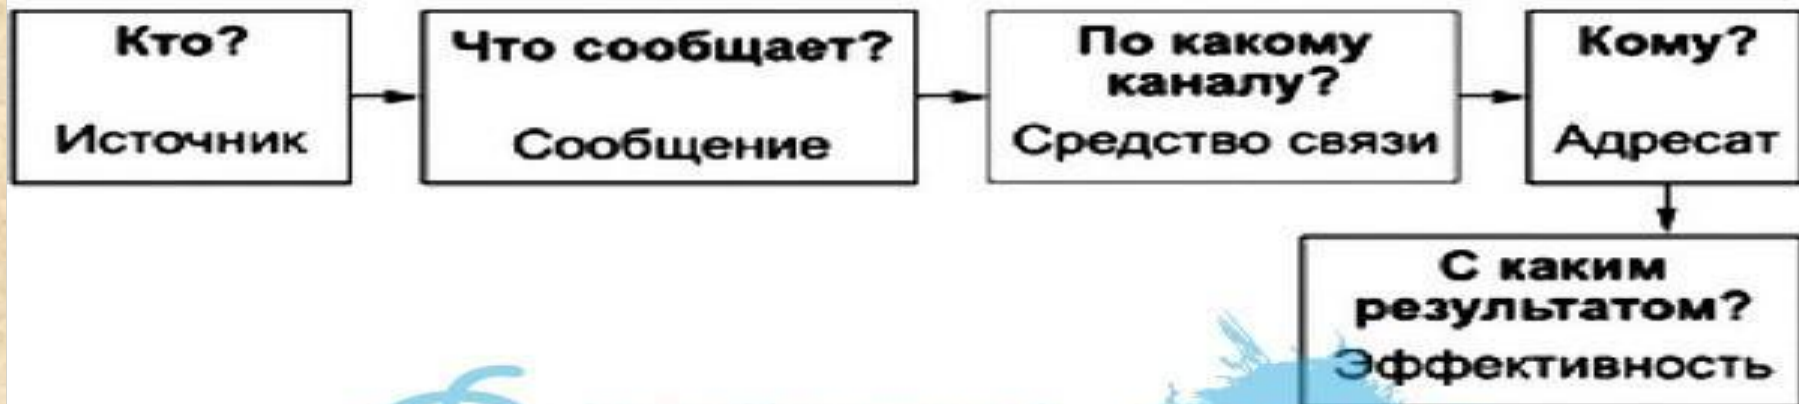 Кто?
Источник
Что сообщает?
Сообщение
По какому
каналу?
Средство связи
Кому?
Адресат
С каким
результатом?
Эффективность